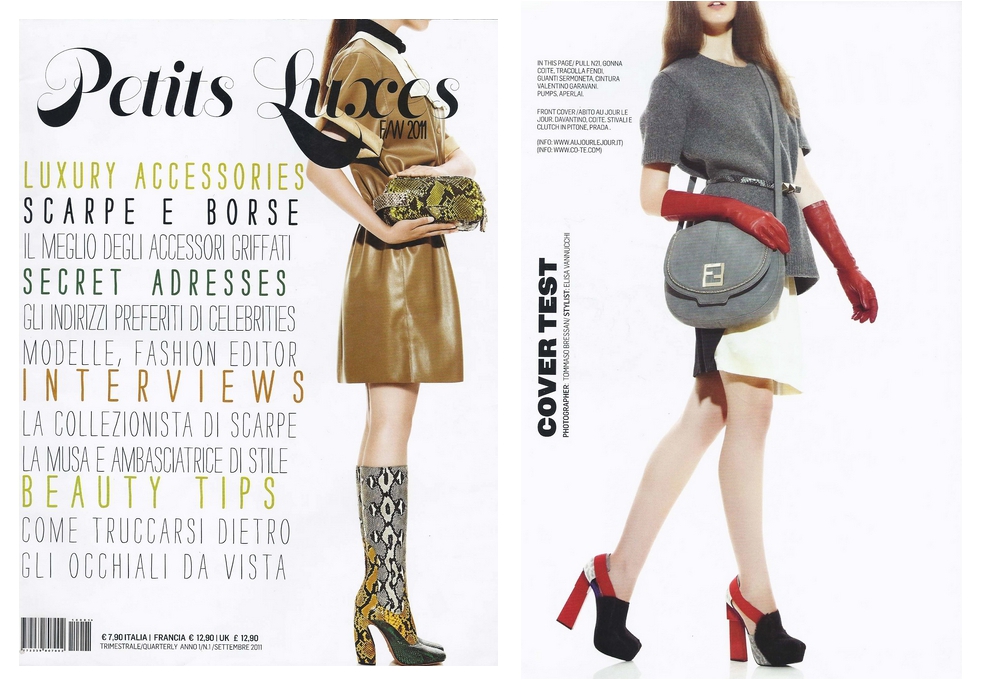 Petits Luxes
F/W 2011
LUXURY ACCESSORIES
SCARPE E BORSE
IL MEGLIO DEGLI ACCESSORI GRIFFATI
SECRET ADRESSES
GLI INDIRIZZI PREFERITI DI CELEBRITIES
MODELLE, FASHION EDITOR
INTERVIEWS
LA COLLEZIONISTA DI SCARPE
LA MUSA E AMBASCIATRICE DI STILE
BEAUTY TIPS
COME TRUCCARSI DIETRO
GLI OCCHIALI DA VISTA
€ 7,90 ITALIA | FRANCIA € 12,90 | UK £ 12,90
TRIMESTRALE/QUARTERLY ANNO 1/N.1 /SETTEMBRE 2011
IN THIS PAGE/ PULL, N21, GONNA
CO|TE, TRACOLLA FENDI,
GUANTI SERMONETA, CINTURA
VALENTINO GARAVANI,
PUMPS, APERLAI.
FRONT COVER /ABITO AU JOUR LE
JOUR, DAVANTINO, CO|TE, STIVALI E
CLUTCH IN PITONE, PRADA.
(INFO: WWW.AUJOURLEJOUR.IT)
(INFO: WWW.CO-TE.COM)
COVER TEST
PHOTOGRAPHER: TOMMASO BRESSAN/ STYLIST: ELISA VANNUCCHI